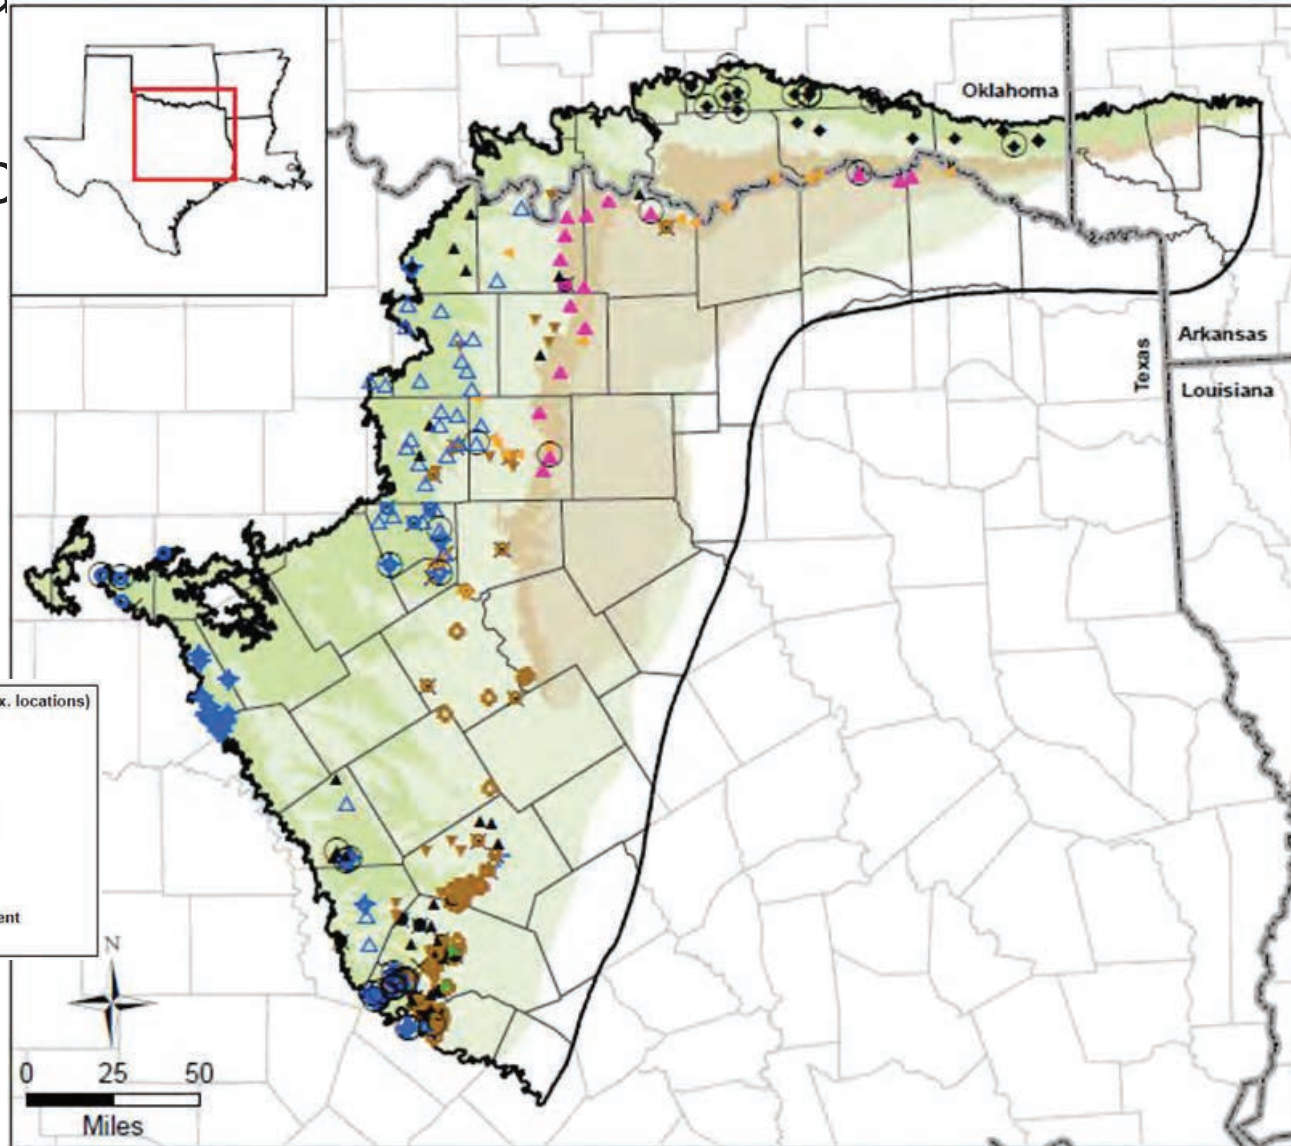 Oklahoma
Arkansas
Texas
Louisiana
x. locations)
ent
N
0 25 50
Miles